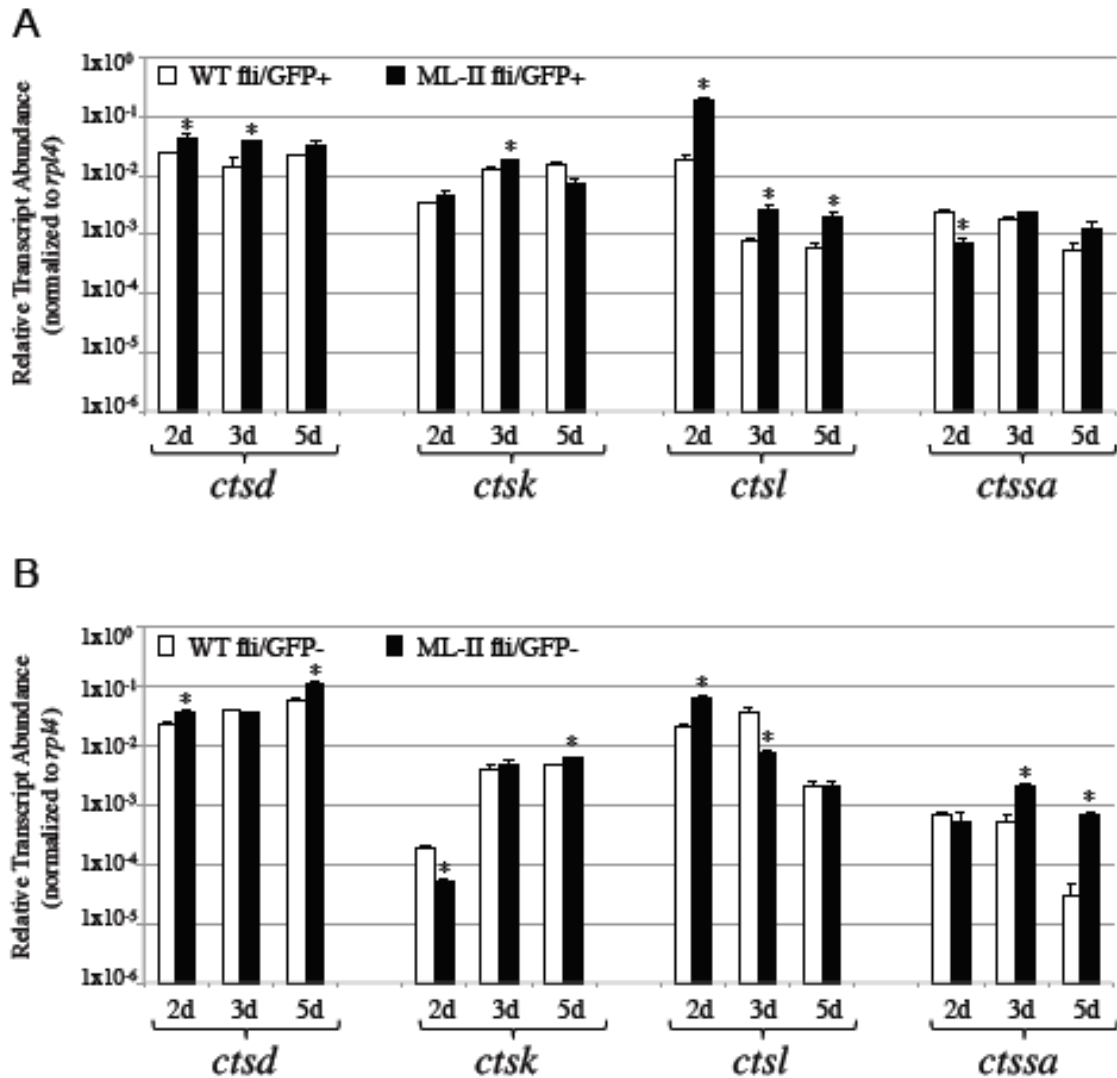 A
Relative Transcript Abundance
(normalized to rpl4)
1x10⁰
1x10⁻¹
1x10⁻²
1x10⁻³
1x10⁻⁴
1x10⁻⁵
1x10⁻⁶
WT fli/GFP+ ML-II fli/GFP+
* * * * * * *
2d 3d 5d 2d 3d 5d 2d 3d 5d 2d 3d 5d
ctsd ctsk ctsl ctssa
B
Relative Transcript Abundance
(normalized to rpl4)
1x10⁰
1x10⁻¹
1x10⁻²
1x10⁻³
1x10⁻⁴
1x10⁻⁵
1x10⁻⁶
WT fli/GFP- ML-II fli/GFP-
* * * * * * * *
2d 3d 5d 2d 3d 5d 2d 3d 5d 2d 3d 5d
ctsd ctsk ctsl ctssa